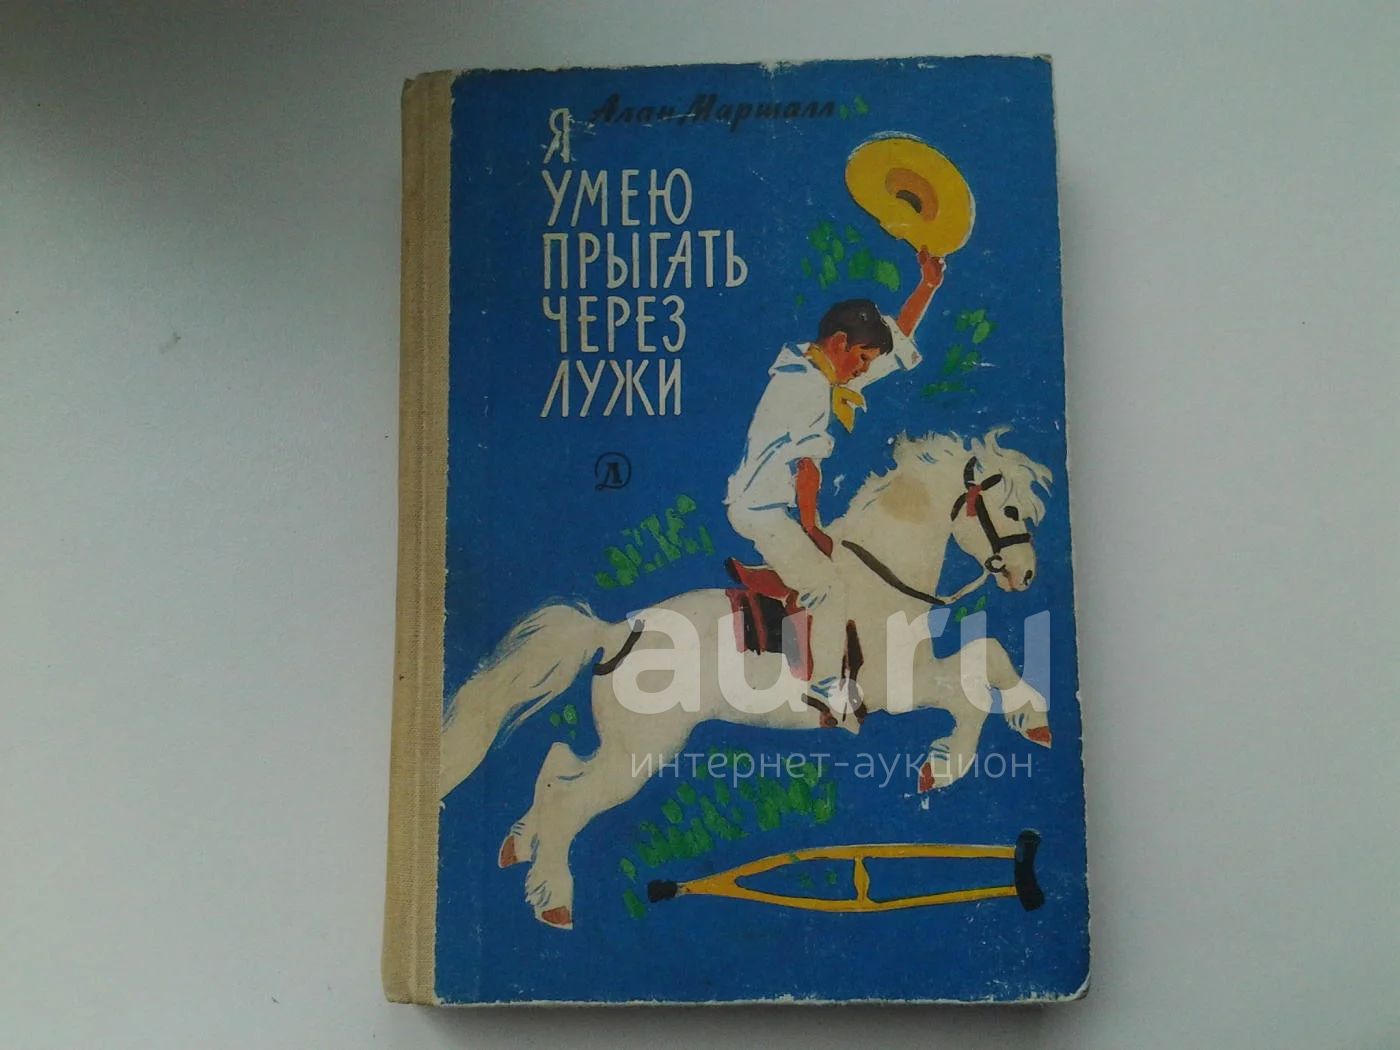 Алан Маршалл
Я
УМЕЮ
ПРЫГАТЬ
ЧЕРЕЗ
ЛУЖИ
Д
au.ru
интернет-аукцион